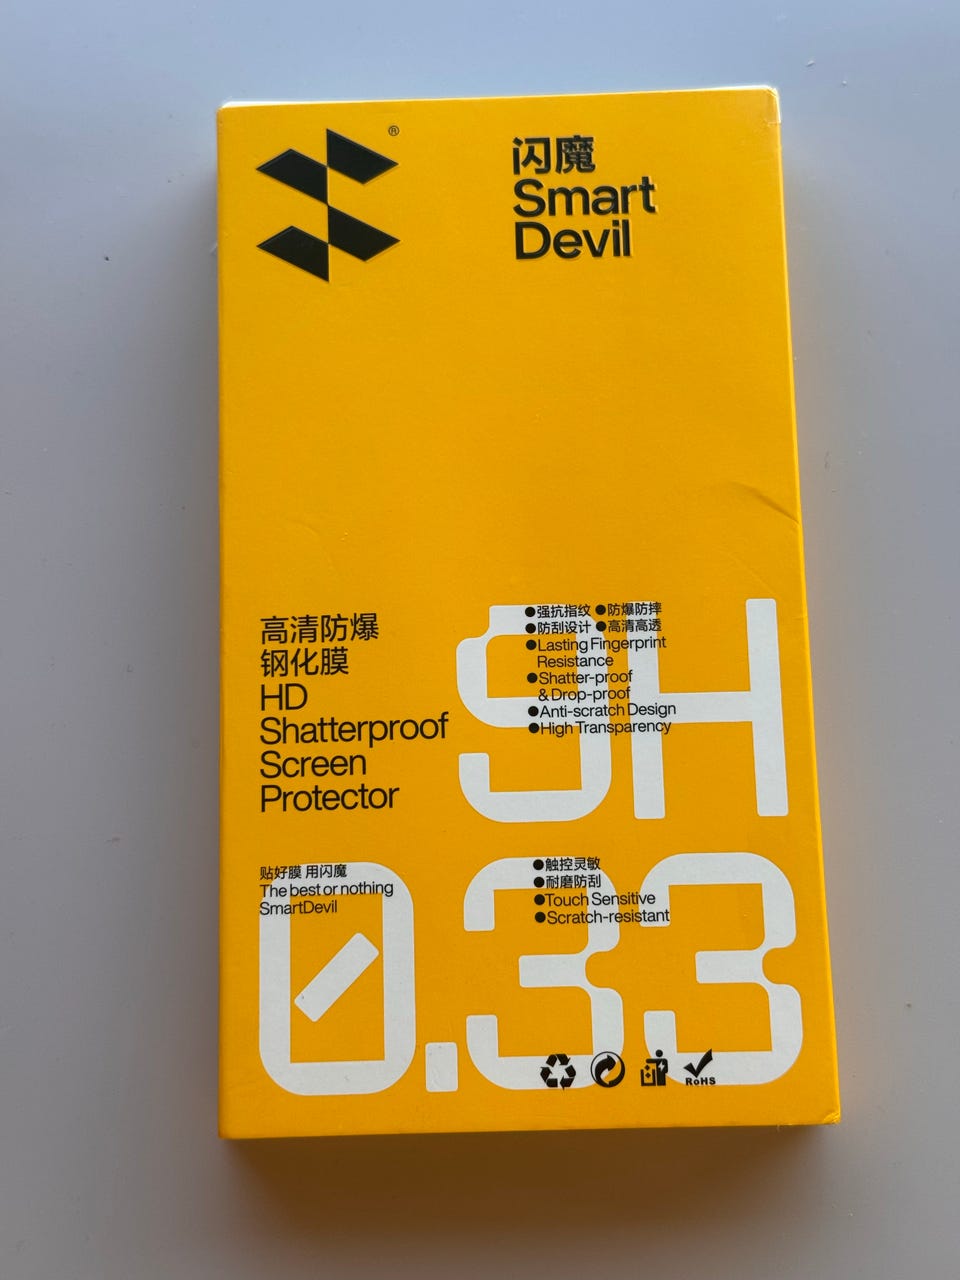 ®
闪魔
Smart
Devil
高清防爆
钢化膜
HD
Shatterproof
Screen
Protector
9H
●强抗指纹 ●防爆防摔
●防刮设计 ●高清高透
●Lasting Fingerprint
Resistance
●Shatter-proof
& Drop-proof
●Anti-scratch Design
●High Transparency
贴好膜 用闪魔
The best or nothing
SmartDevil
0.33
●触控灵敏
●耐磨防刮
●Touch Sensitive
●Scratch-resistant
RoHS